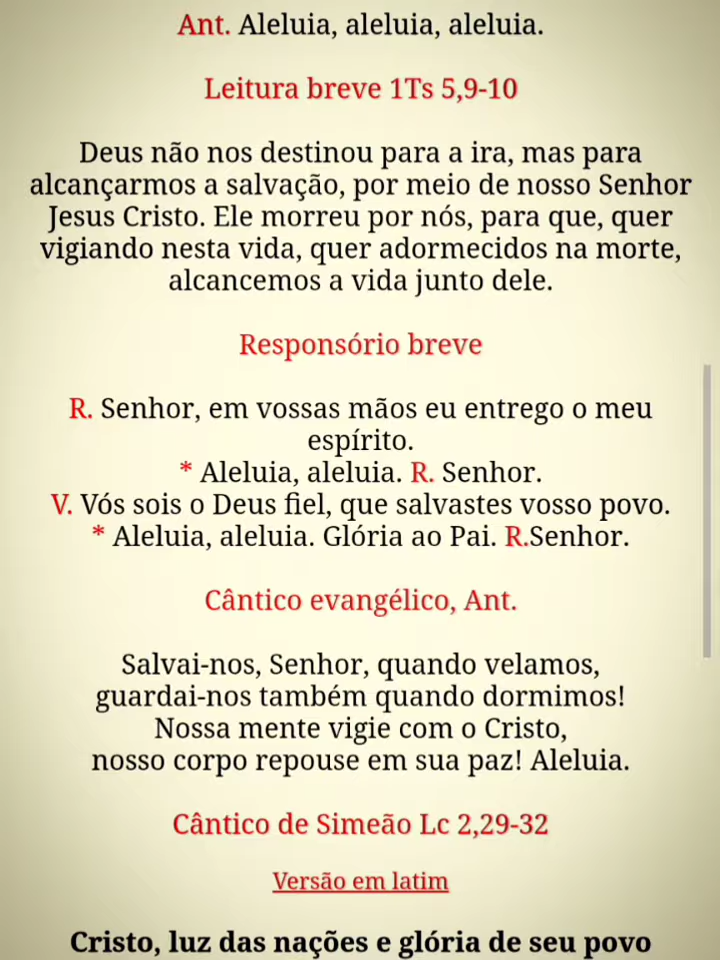 Ant. Aleluia, aleluia, aleluia.
Leitura breve 1Ts 5,9-10
Deus não nos destinou para a ira, mas para
alcançarmos a salvação, por meio de nosso Senhor
Jesus Cristo. Ele morreu por nós, para que, quer
vigiando nesta vida, quer adormecidos na morte,
alcancemos a vida junto dele.
Responsório breve
R. Senhor, em vossas mãos eu entrego o meu
espírito.
* Aleluia, aleluia. R. Senhor.
V. Vós sois o Deus fiel, que salvastes vosso povo.
* Aleluia, aleluia. Glória ao Pai. R.Senhor.
Cântico evangélico, Ant.
Salvai-nos, Senhor, quando velamos,
guardai-nos também quando dormimos!
Nossa mente vigie com o Cristo,
nosso corpo repouse em sua paz! Aleluia.
Cântico de Simeão Lc 2,29-32
Versão em latim
Cristo, luz das nações e glória de seu povo